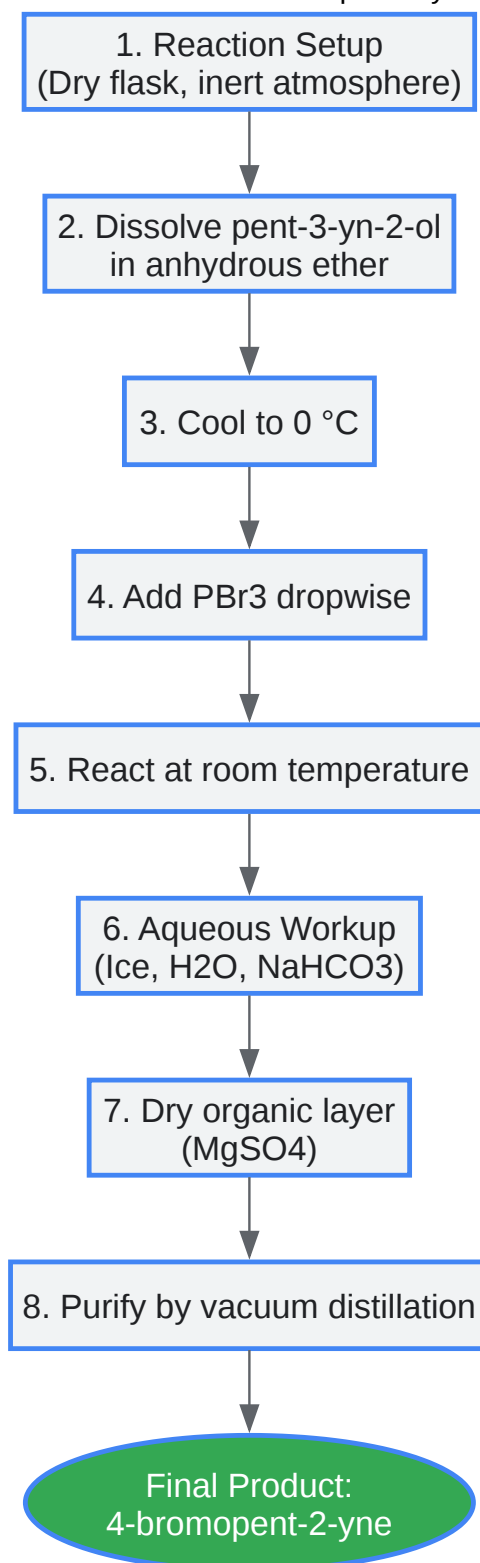 1. Reaction Setup
(Dry flask, inert atmosphere)
2. Dissolve pent-3-yn-2-ol
in anhydrous ether
3. Cool to 0 °C
4. Add PBr3 dropwise
5. React at room temperature
6. Aqueous Workup
(Ice, H2O, NaHCO3)
7. Dry organic layer
(MgSO4)
8. Purify by vacuum distillation
Final Product:
4-bromopent-2-yne